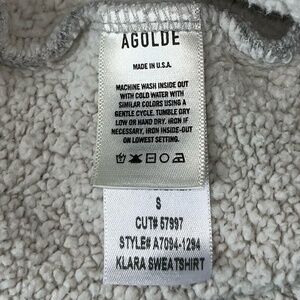 AGOLDE
MADE IN U.S.A.
MACHINE WASH INSIDE OUT
WITH COLD WATER WITH
SIMILAR COLORS USING A
GENTLE CYCLE. TUMBLE DRY
LOW OR HAND DRY. IRON IF
NECESSARY, IRON INSIDE-OUT
ON LOWEST SETTING.
S
CUT# 57997
STYLE# A7094-1294
KLARA SWEATSHIRT